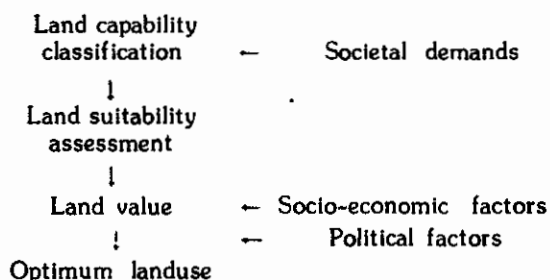 Land capability
classification ← Societal demands
↓
Land suitability
assessment
↓
Land value ← Socio-economic factors
↓ ← Political factors
Optimum landuse